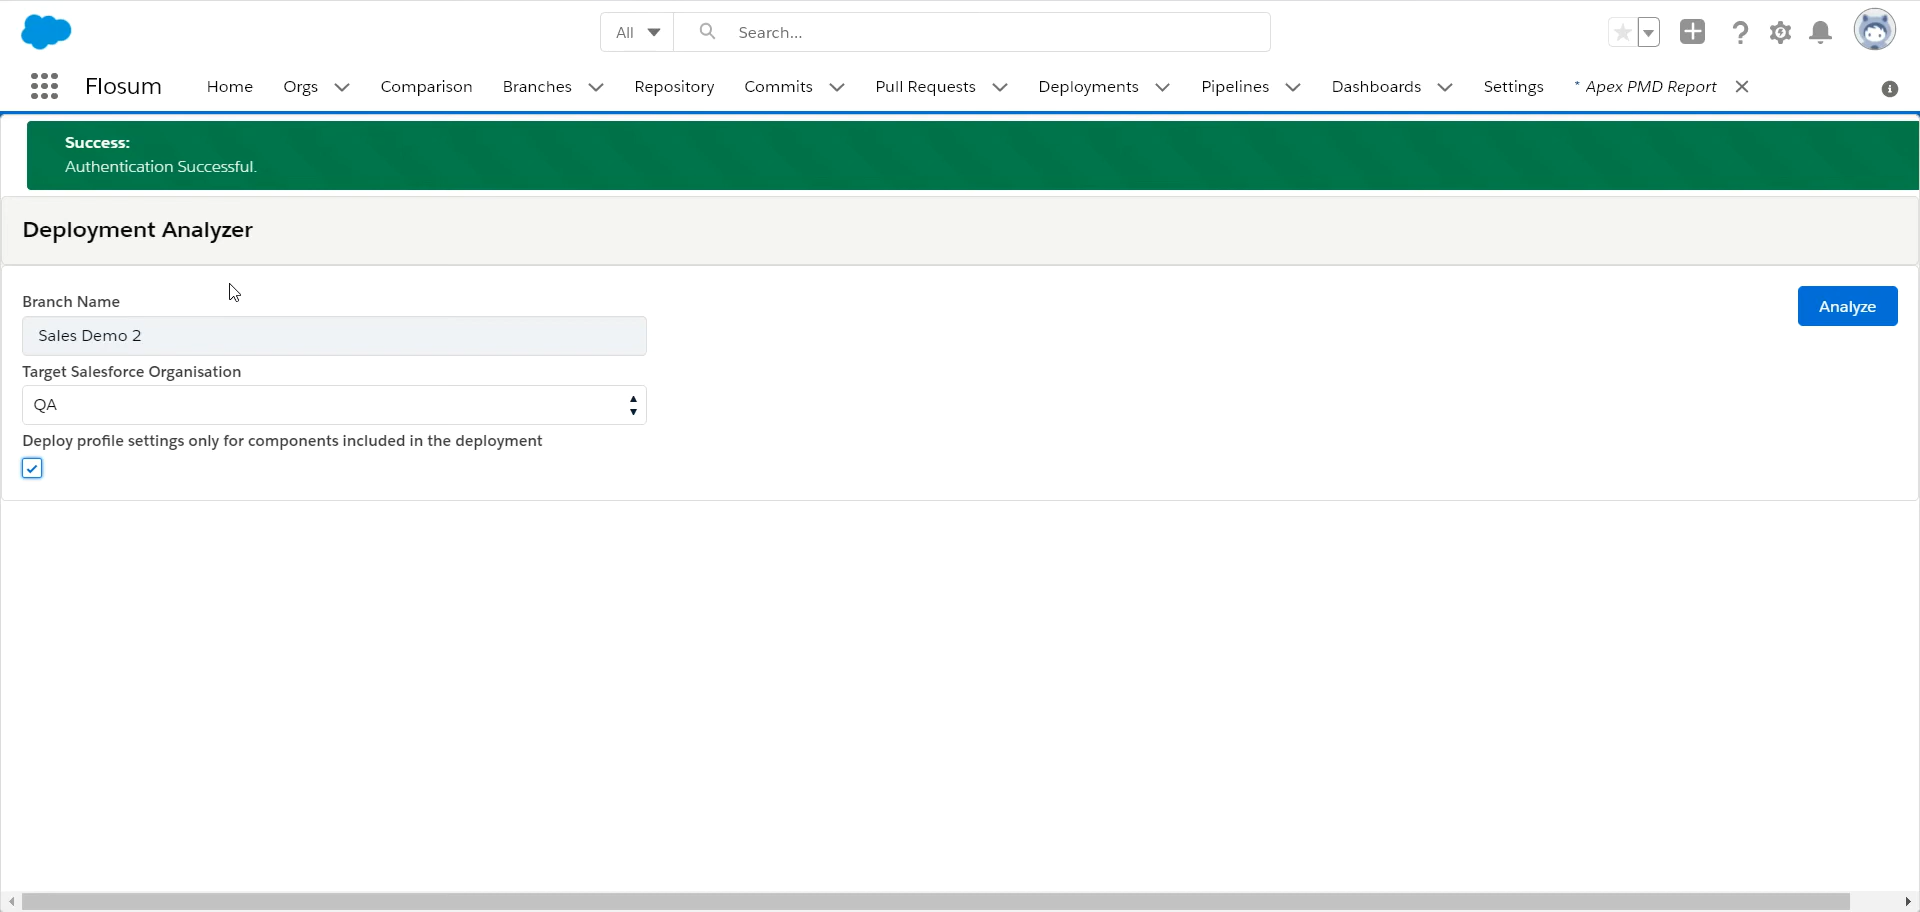 All
Search...
Flosum
Home
Orgs
Comparison
Branches
Repository
Commits
Pull Requests
Deployments
Pipelines
Dashboards
Settings
* Apex PMD Report
Success:
Authentication Successful.
Deployment Analyzer
Branch Name
Analyze
Sales Demo 2
Target Salesforce Organisation
QA
Deploy profile settings only for components included in the deployment